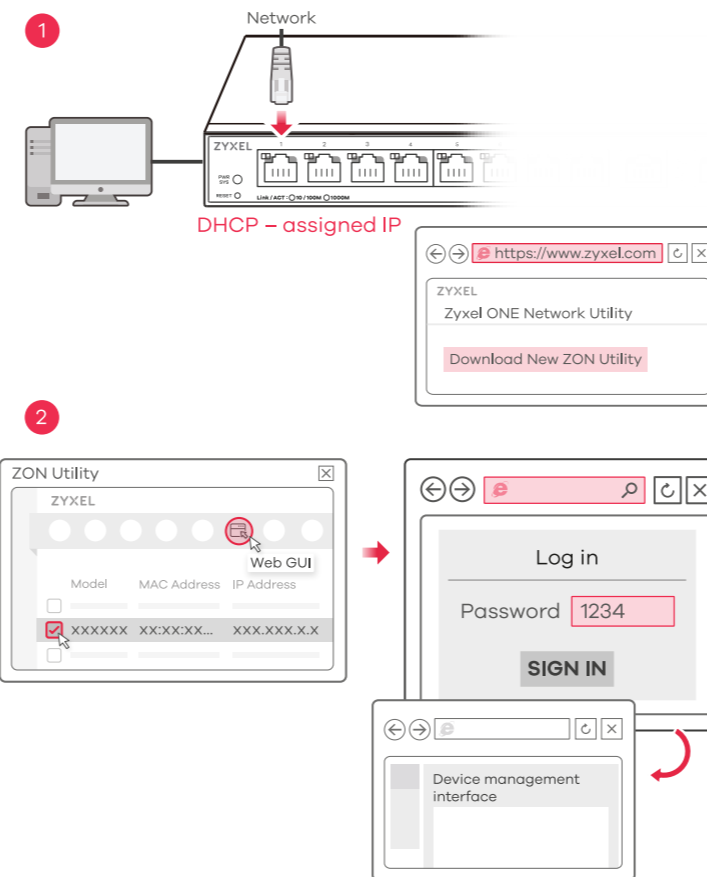 1
Network
ZYXEL
1 2 3 4 5
PWR
SYS
RESET
Link / ACT : 10 / 100M 1000M
DHCP – assigned IP
https://www.zyxel.com
ZYXEL
Zyxel ONE Network Utility
Download New ZON Utility
2
ZON Utility
ZYXEL
Web GUI
Model MAC Address IP Address
XXXXXX XX:XX:XX... XXX.XXX.X.X
Log in
Password 1234
SIGN IN
Device management
interface